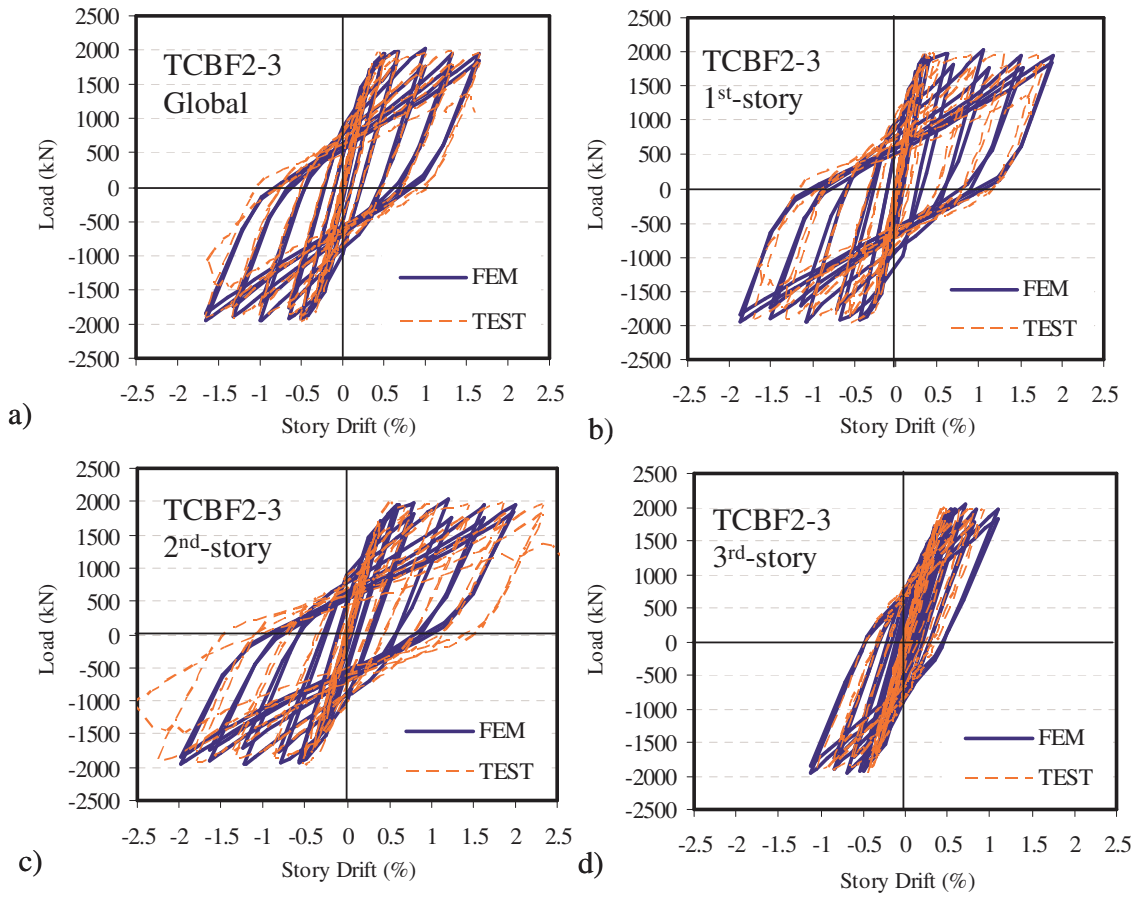 2500
2000
1500
1000
500
0
-500
-1000
-1500
-2000
-2500
Load (kN)
TCBF2-3
Global
FEM
TEST
-2.5 -2 -1.5 -1 -0.5 0 0.5 1 1.5 2 2.5
Story Drift (%)
a)
2500
2000
1500
1000
500
0
-500
-1000
-1500
-2000
-2500
Load (kN)
TCBF2-3
1st-story
FEM
TEST
-2.5 -2 -1.5 -1 -0.5 0 0.5 1 1.5 2 2.5
Story Drift (%)
b)
2500
2000
1500
1000
500
0
-500
-1000
-1500
-2000
-2500
Load (kN)
TCBF2-3
2nd-story
FEM
TEST
-2.5 -2 -1.5 -1 -0.5 0 0.5 1 1.5 2 2.5
Story Drift (%)
c)
2500
2000
1500
1000
500
0
-500
-1000
-1500
-2000
-2500
Load (kN)
TCBF2-3
3rd-story
FEM
TEST
-2.5 -2 -1.5 -1 -0.5 0 0.5 1 1.5 2 2.5
Story Drift (%)
d)